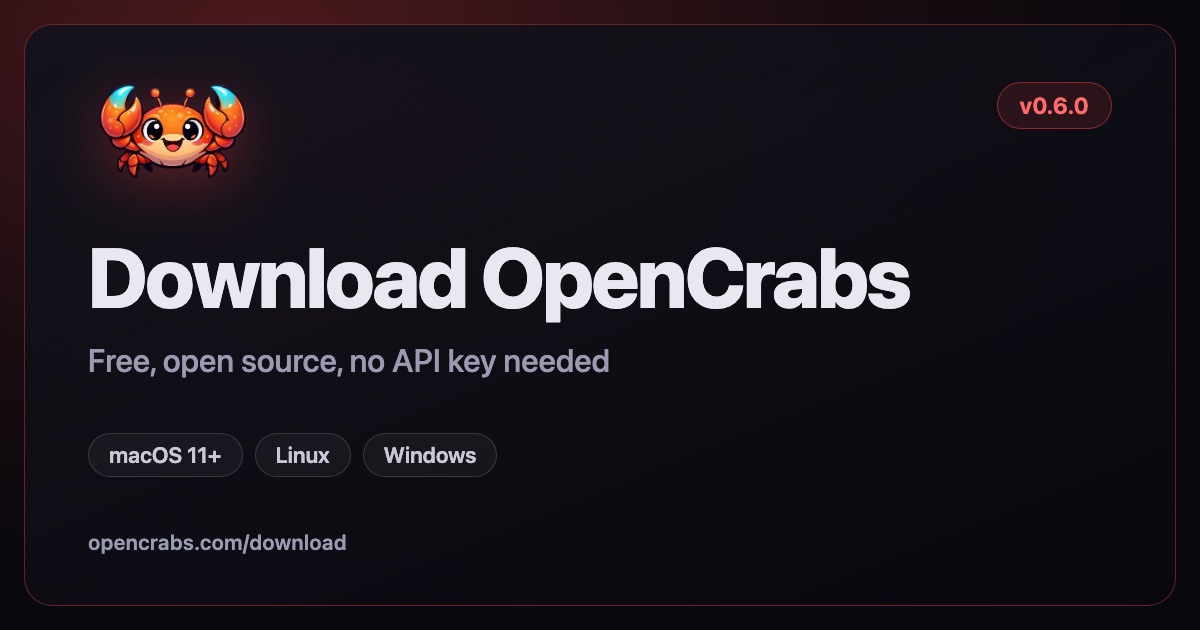 v0.6.0
Download OpenCrabs
Free, open source, no API key needed
macOS 11+ Linux Windows
opencrabs.com/download